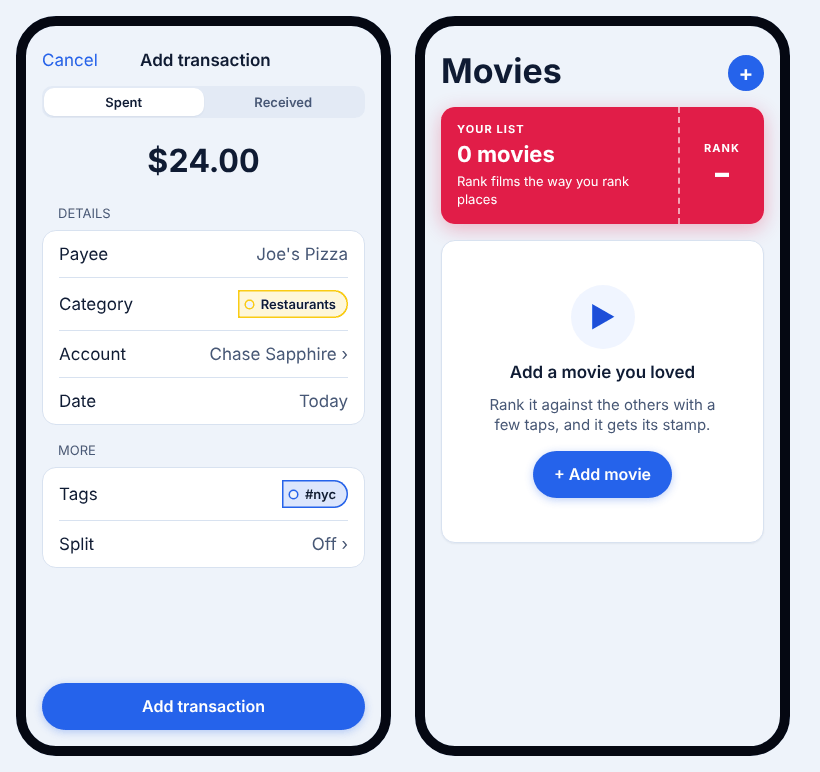 Cancel
Add transaction
Spent
Received
$24.00
DETAILS
Payee
Joe's Pizza
Category
Restaurants
Account
Chase Sapphire ›
Date
Today
MORE
Tags
#nyc
Split
Off ›
Add transaction
Movies
+
YOUR LIST
0 movies
Rank films the way you rank
places
RANK
–
Add a movie you loved
Rank it against the others with a
few taps, and it gets its stamp.
+ Add movie